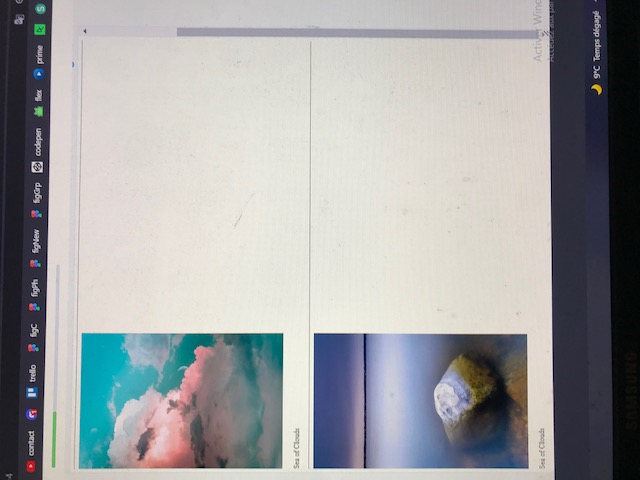 contact trello figC figPh figNew figGrp codepen flex prime
Sea of Clouds
Sea of Clouds
Activer Wind
Accédez aux par
9°C Temps dégagé
SAMSUNG